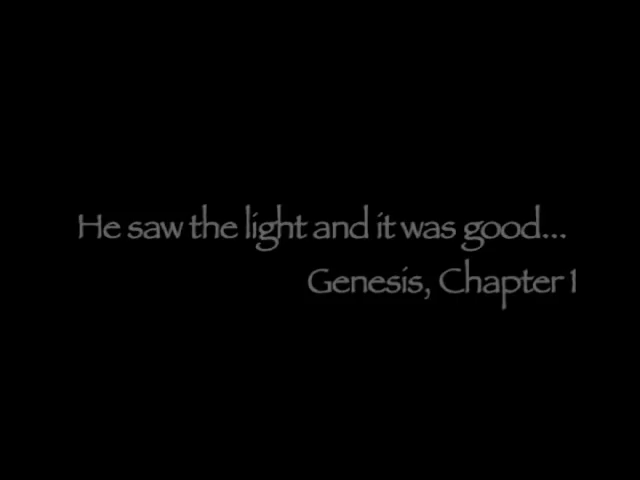 He saw the light and it was good...
Genesis, Chapter 1